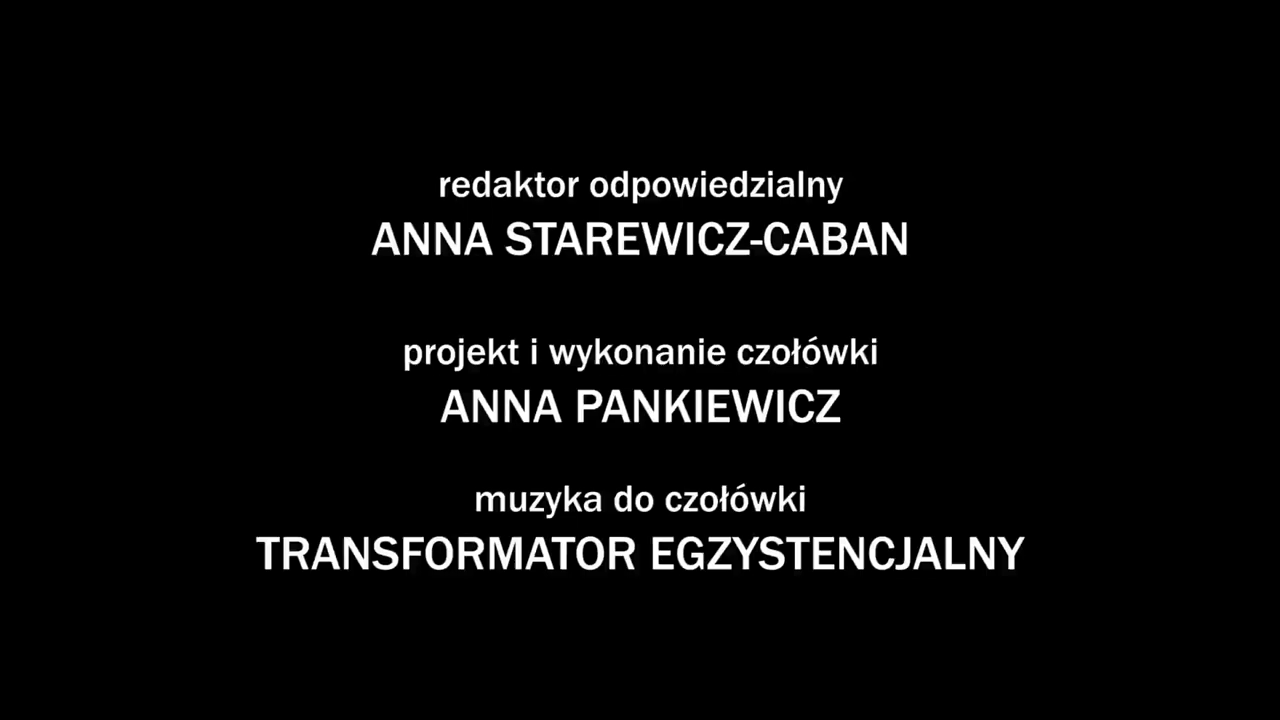 redaktor odpowiedzialny
ANNA STAREWICZ-CABAN
projekt i wykonanie czołówki
ANNA PANKIEWICZ
muzyka do czołówki
TRANSFORMATOR EGZYSTENCJALNY